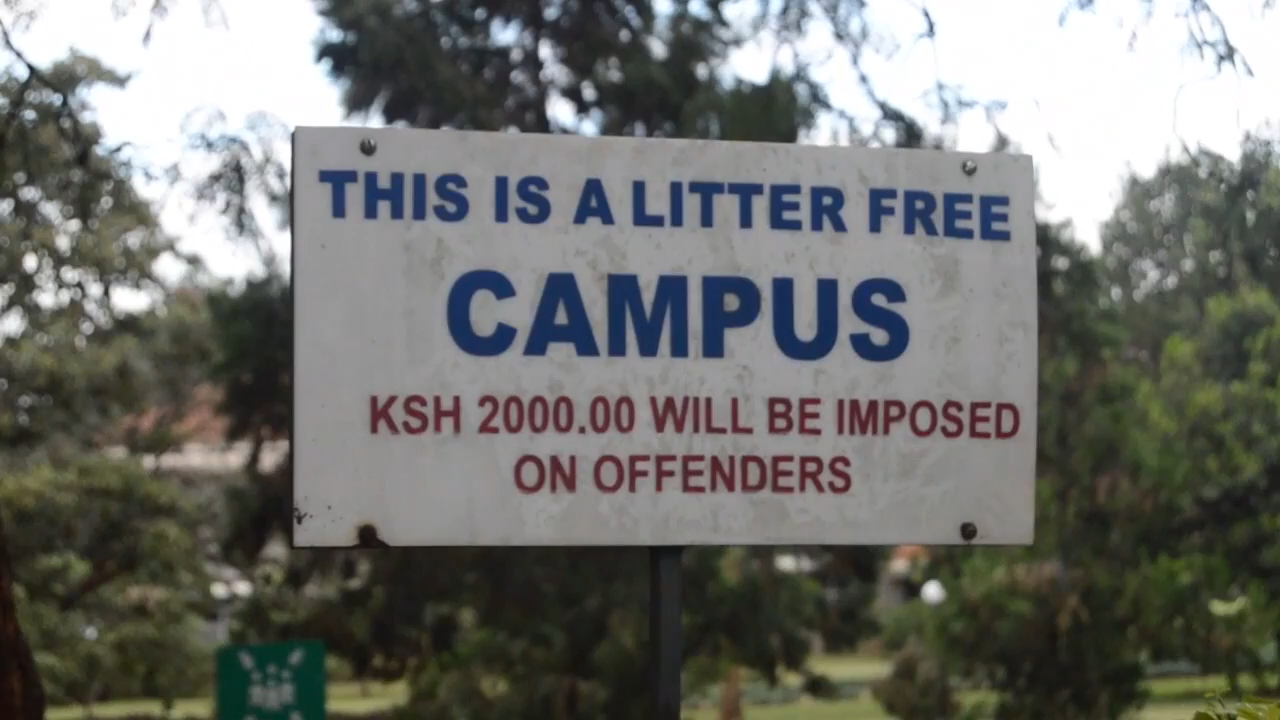 THIS IS A LITTER FREE
CAMPUS
KSH 2000.00 WILL BE IMPOSED
ON OFFENDERS